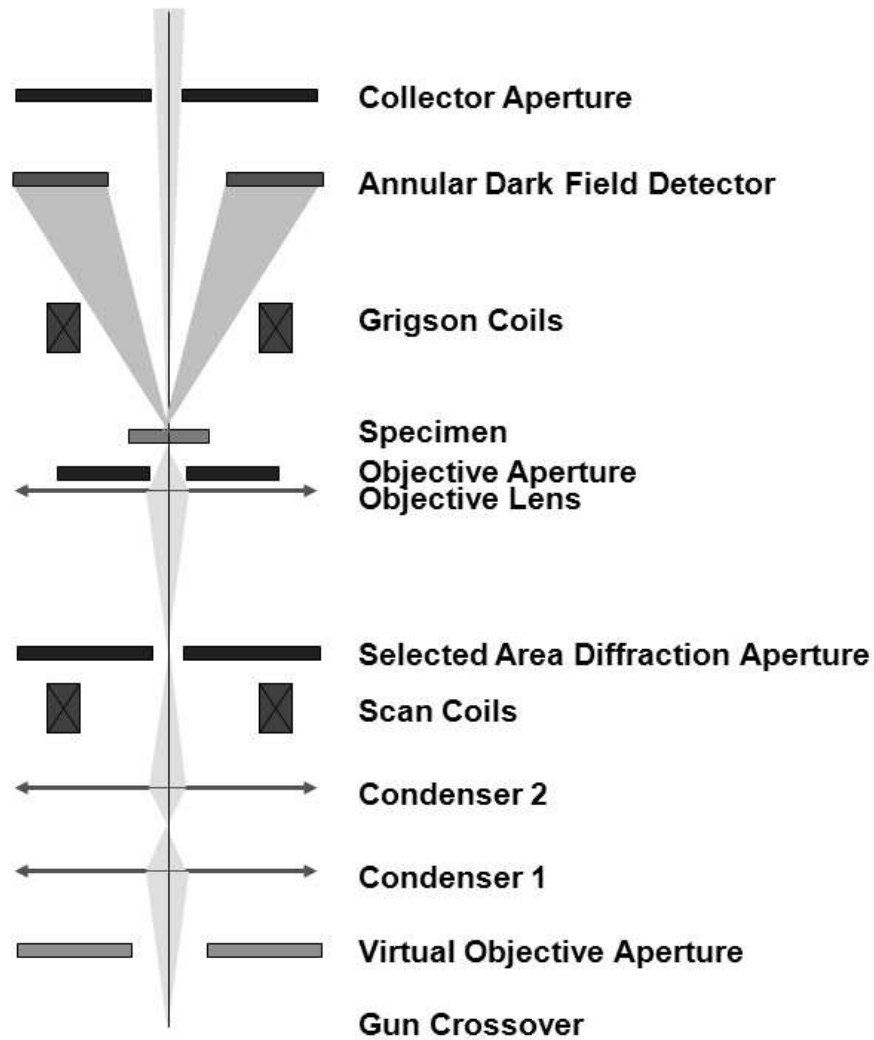 Collector Aperture
Annular Dark Field Detector
Grigson Coils
Specimen
Objective Aperture
Objective Lens
Selected Area Diffraction Aperture
Scan Coils
Condenser 2
Condenser 1
Virtual Objective Aperture
Gun Crossover